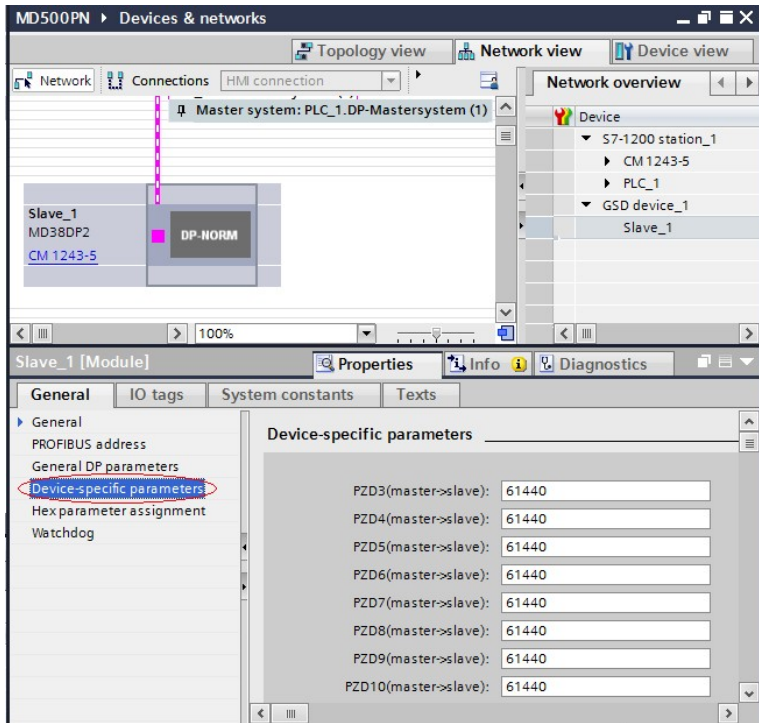 MD500PN ▸ Devices & networks
Topology view
Network view
Device view
Network
Connections
HMI connection
Network overview
Master system: PLC_1.DP-Mastersystem (1)
Device
S7-1200 station_1
CM 1243-5
PLC_1
GSD device_1
Slave_1
Slave_1
MD38DP2
CM 1243-5
DP-NORM
100%
Slave_1 [Module]
Properties
Info
Diagnostics
General
IO tags
System constants
Texts
General
PROFIBUS address
General DP parameters
Device-specific parameters
Hex parameter assignment
Watchdog
Device-specific parameters
PZD3(master->slave): 61440
PZD4(master->slave): 61440
PZD5(master->slave): 61440
PZD6(master->slave): 61440
PZD7(master->slave): 61440
PZD8(master->slave): 61440
PZD9(master->slave): 61440
PZD10(master->slave): 61440